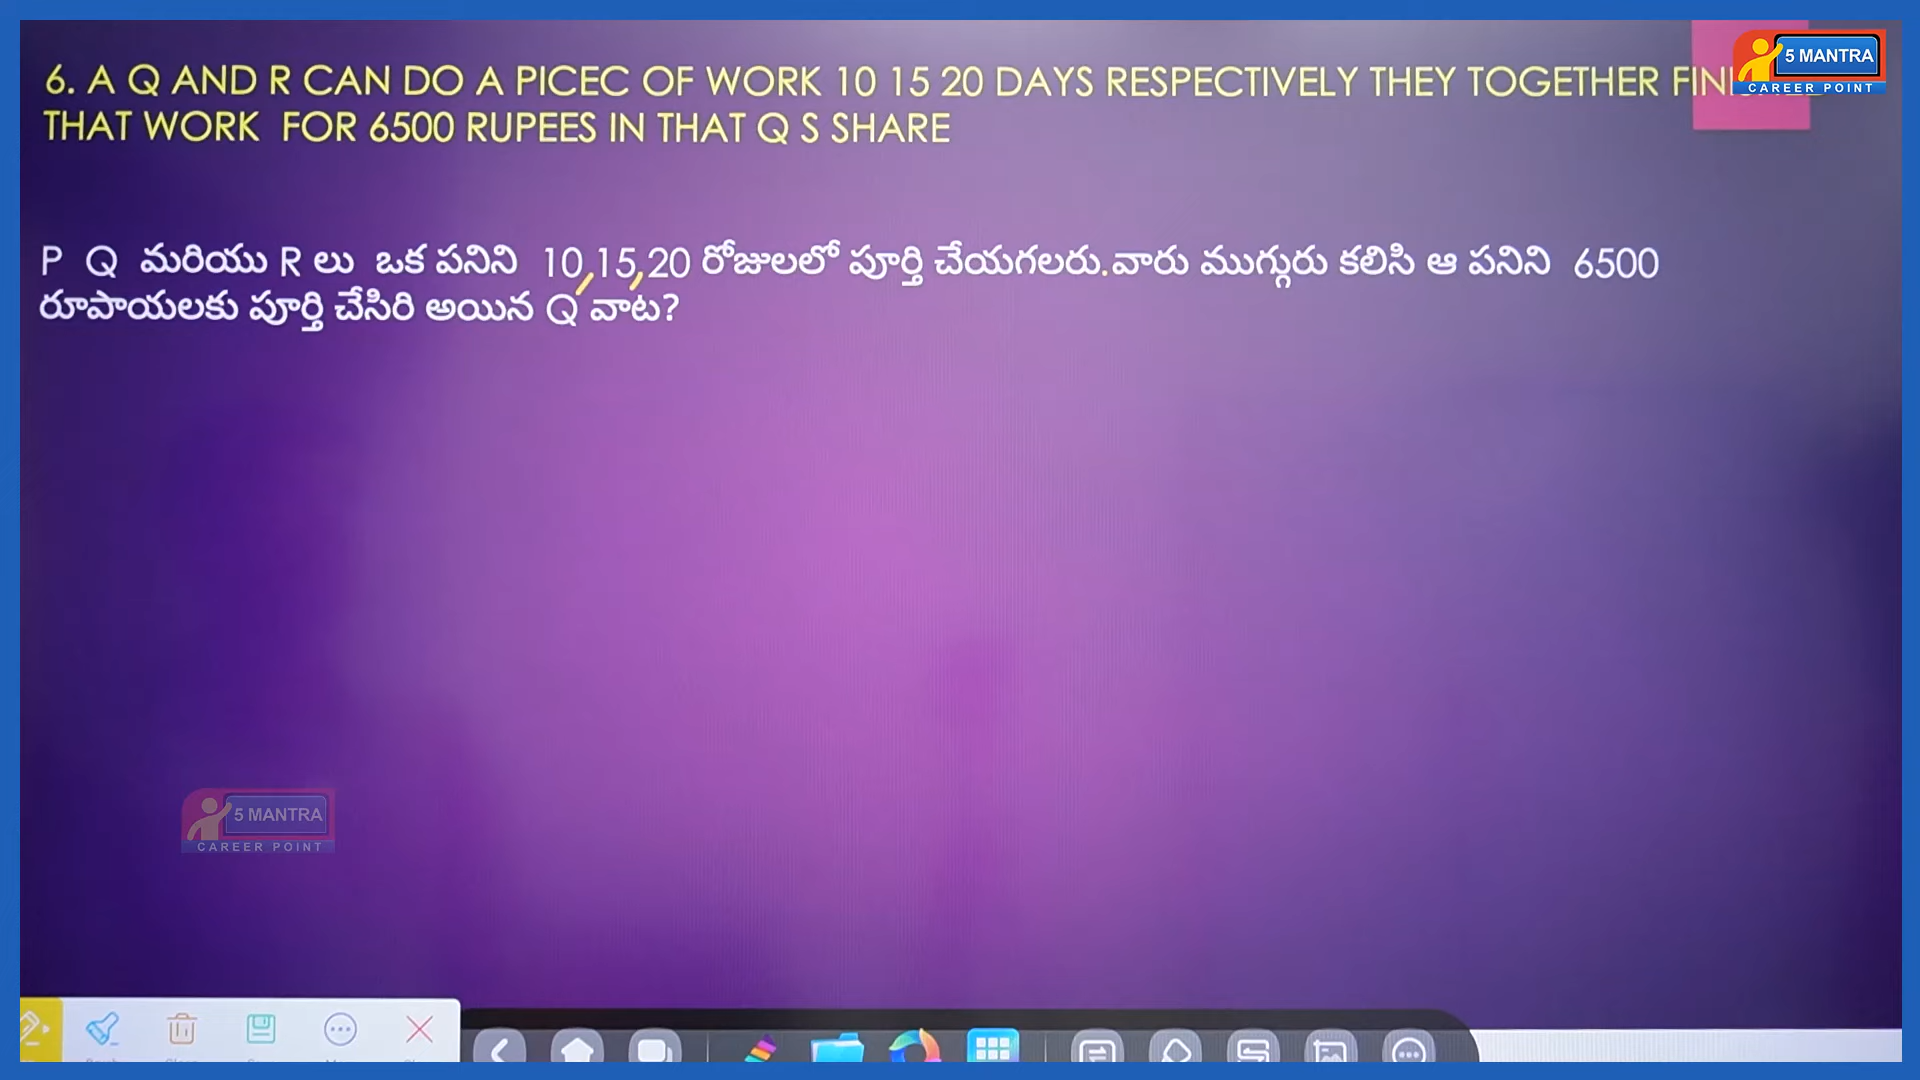 6. A Q AND R CAN DO A PICEC OF WORK 10 15 20 DAYS RESPECTIVELY THEY TOGETHER
THAT WORK FOR 6500 RUPEES IN THAT Q S SHARE
P Q మరియు R లు ఒక పనిని 10,15,20 రోజులలో పూర్తి చేయగలరు.వారు ముగ్గురు కలిసి ఆ పనిని 6500
రూపాయలకు పూర్తి చేసిరి అయిన Q వాట?
5 MANTRA
CAREER POINT
5 MANTRA
CAREER POINT